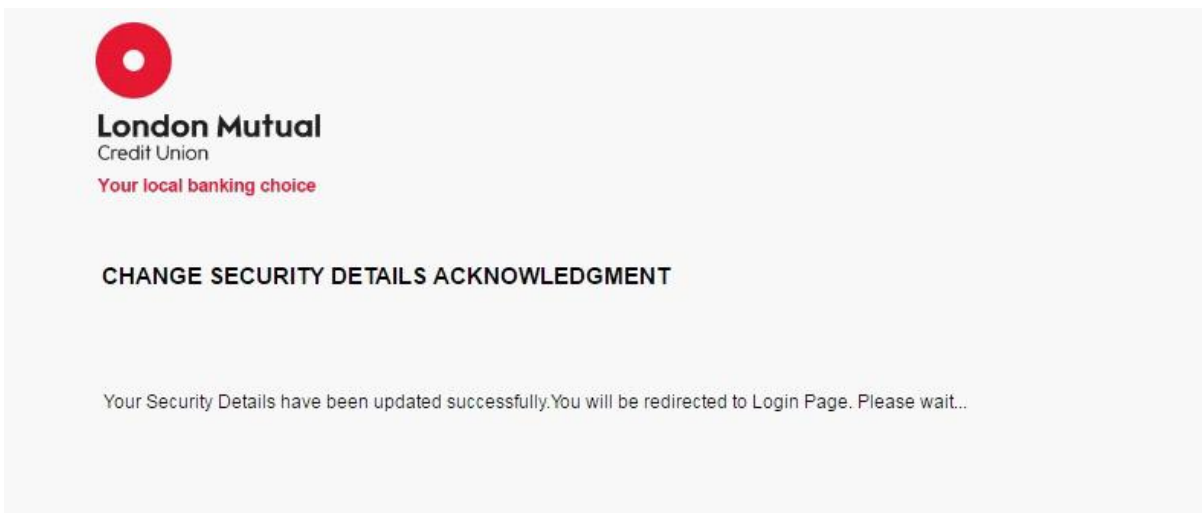 London Mutual
Credit Union
Your local banking choice
CHANGE SECURITY DETAILS ACKNOWLEDGMENT
Your Security Details have been updated successfully.You will be redirected to Login Page. Please wait...